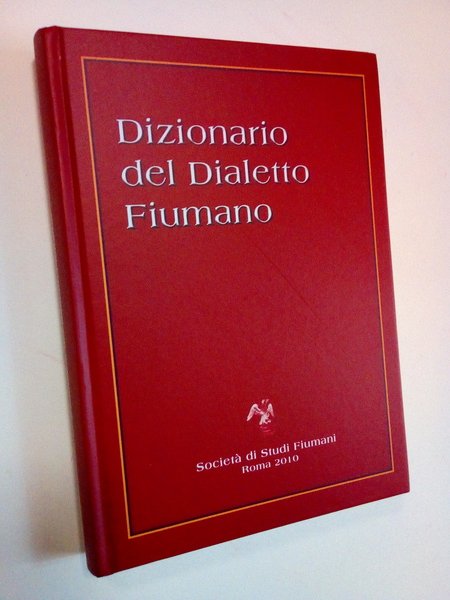 Dizionario
del Dialetto
Fiumano
Società di Studi Fiumani
Roma 2010